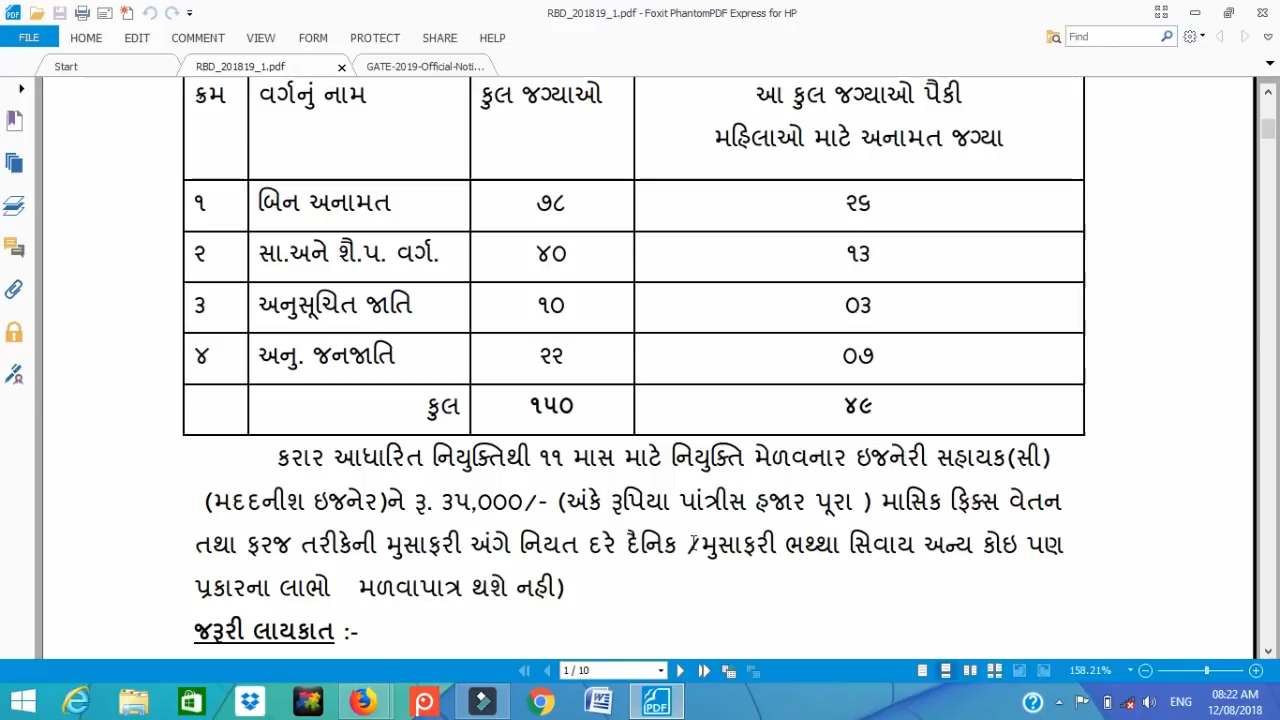 RBD_201819_1.pdf - Foxit PhantomPDF Express for HP
FILE HOME EDIT COMMENT VIEW FORM PROTECT SHARE HELP
Find
Start RBD_201819_1.pdf GATE-2019-Official-Noti...
ક્રમ વર્ગનું નામ કુલ જગ્યાઓ આ કુલ જગ્યાઓ પૈકી
મહિલાઓ માટે અનામત જગ્યા
૧ બિન અનામત ૭૮ ૨૬
૨ સા.અને શૈ.પ. વર્ગ. ૪૦ ૧૩
૩ અનુસૂચિત જાતિ ૧૦ ૦૩
૪ અનુ. જનજાતિ ૨૨ ૦૭
કુલ ૧૫૦ ૪૯
કરાર આધારિત નિયુક્તિથી ૧૧ માસ માટે નિયુક્તિ મેળવનાર ઇજનેરી સહાયક(સી)
(મદદનીશ ઇજનેર)ને રૂ. ૩૫,૦૦૦/- (અંકે રૂપિયા પાંત્રીસ હજાર પૂરા ) માસિક ફિક્સ વેતન
તથા ફરજ તરીકેની મુસાફરી અંગે નિયત દરે દૈનિક /મુસાફરી ભથ્થા સિવાય અન્ય કોઇ પણ
પ્રકારના લાભો મળવાપાત્ર થશે નહી)
જરૂરી લાયકાત :-
1 / 10 158.21%
ENG 08:22 AM
12/08/2018